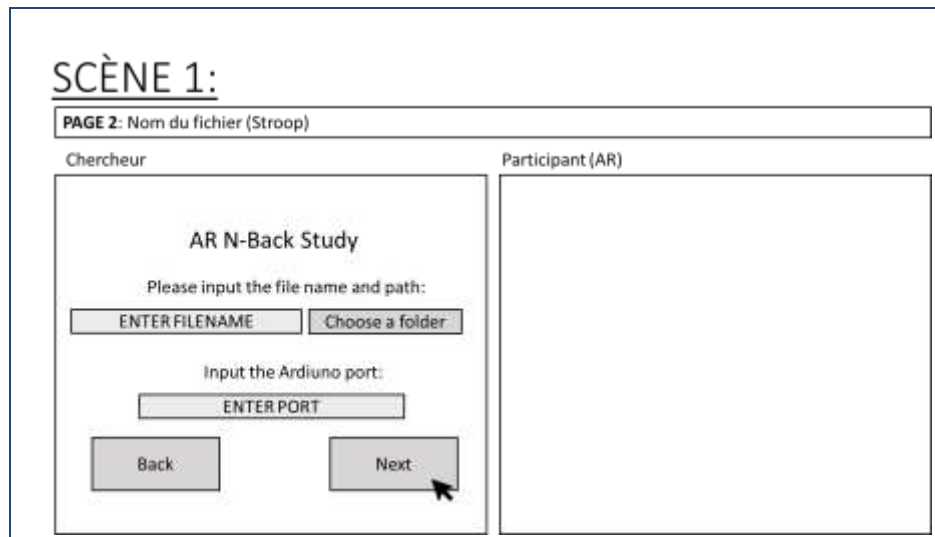 SCÈNE 1:
PAGE 2: Nom du fichier (Stroop)
Chercheur
Participant (AR)
AR N-Back Study
Please input the file name and path:
ENTER FILENAME
Choose a folder
Input the Ardiuno port:
ENTER PORT
Back
Next